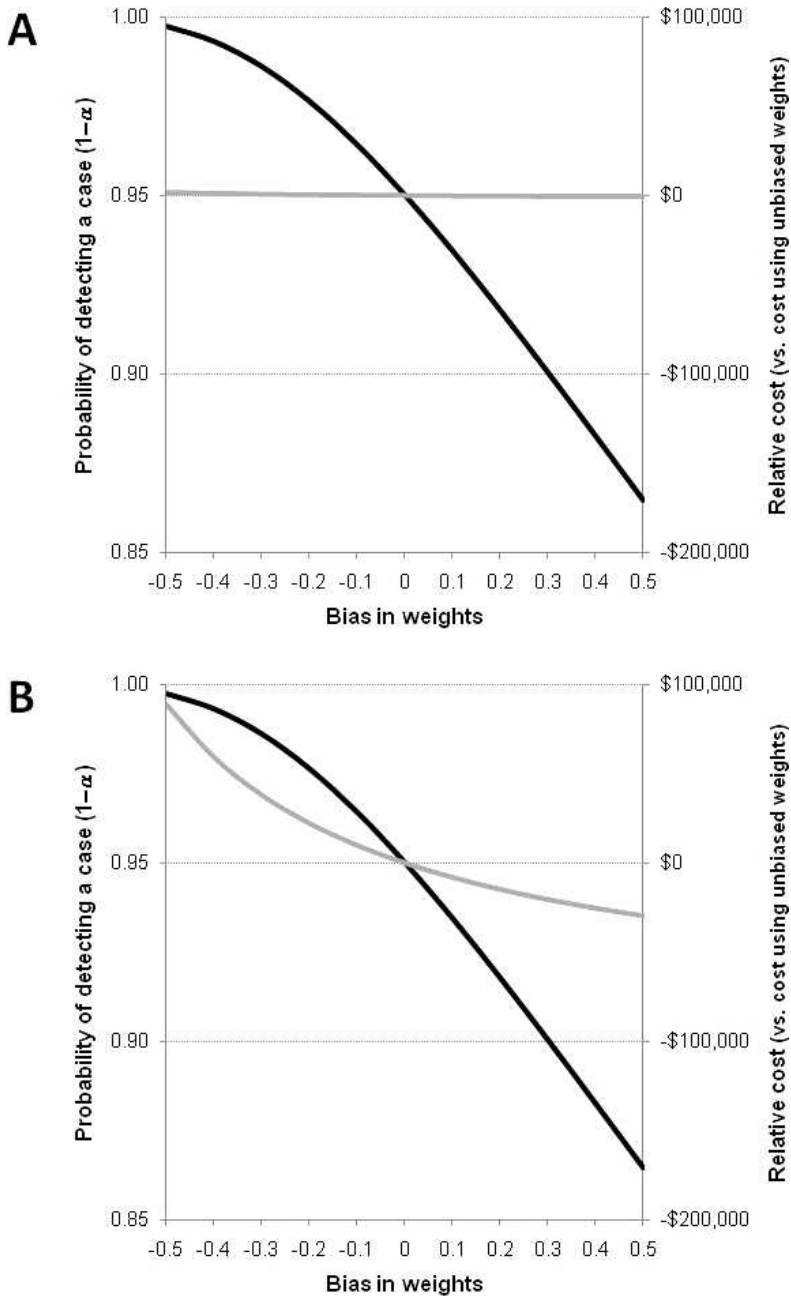 A
1.00
0.95
0.90
0.85
$100,000
$0
-$100,000
-$200,000
Probability of detecting a case (1−α)
Relative cost (vs. cost using unbiased weights)
-0.5 -0.4 -0.3 -0.2 -0.1 0 0.1 0.2 0.3 0.4 0.5
Bias in weights
B
1.00
0.95
0.90
0.85
$100,000
$0
-$100,000
-$200,000
Probability of detecting a case (1−α)
Relative cost (vs. cost using unbiased weights)
-0.5 -0.4 -0.3 -0.2 -0.1 0 0.1 0.2 0.3 0.4 0.5
Bias in weights